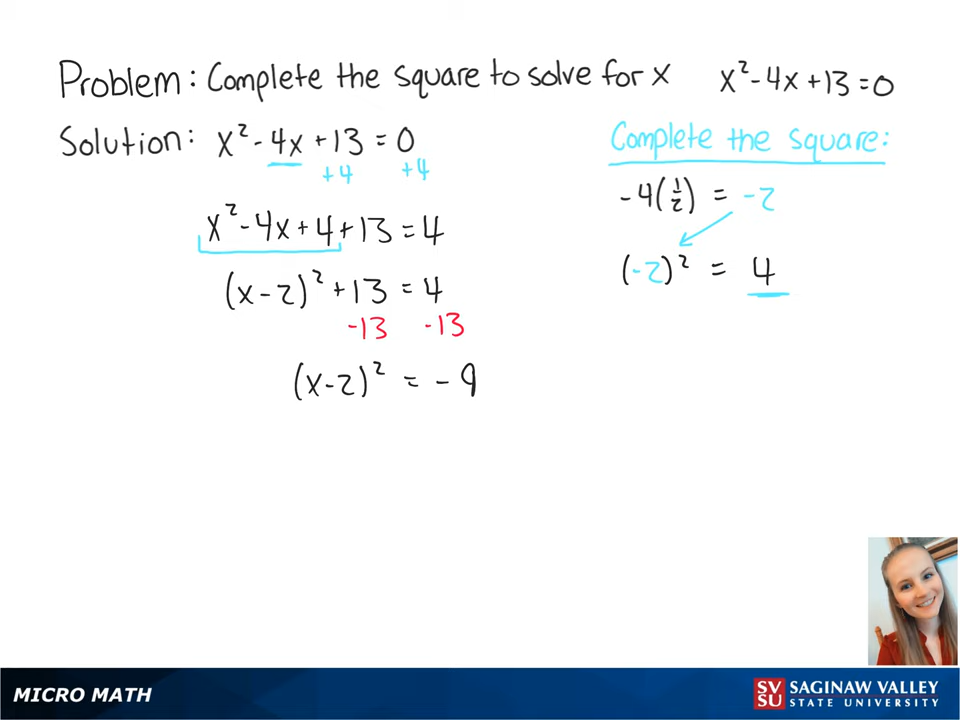 Problem: Complete the square to solve for x x² - 4x + 13 = 0
Solution: x² - 4x + 13 = 0
+4 +4
x² - 4x + 4 + 13 = 4
(x - 2)² + 13 = 4
-13 -13
(x - 2)² = - 9
Complete the square:
-4(1/2) = -2
(-2)² = 4
MICRO MATH
SV
SU
SAGINAW VALLEY
STATE UNIVERSITY